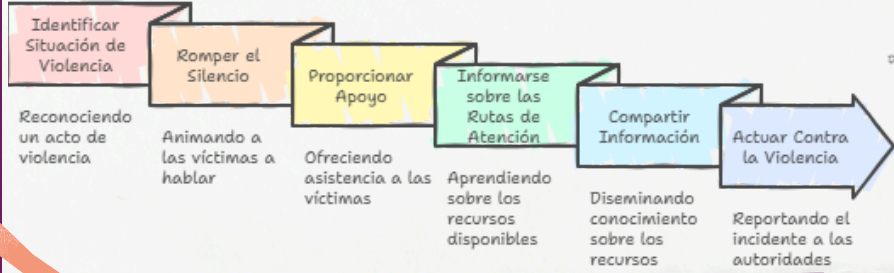 Identificar
Situación de
Violencia
Reconociendo
un acto de
violencia
Romper el
Silencio
Animando a
las víctimas a
hablar
Proporcionar
Apoyo
Ofreciendo
asistencia a las
víctimas
Informarse
sobre las
Rutas de
Atención
Aprendiendo
sobre los
recursos
disponibles
Compartir
Información
Diseminando
conocimiento
sobre los
recursos
Actuar Contra
la Violencia
Reportando el
incidente a las
autoridades